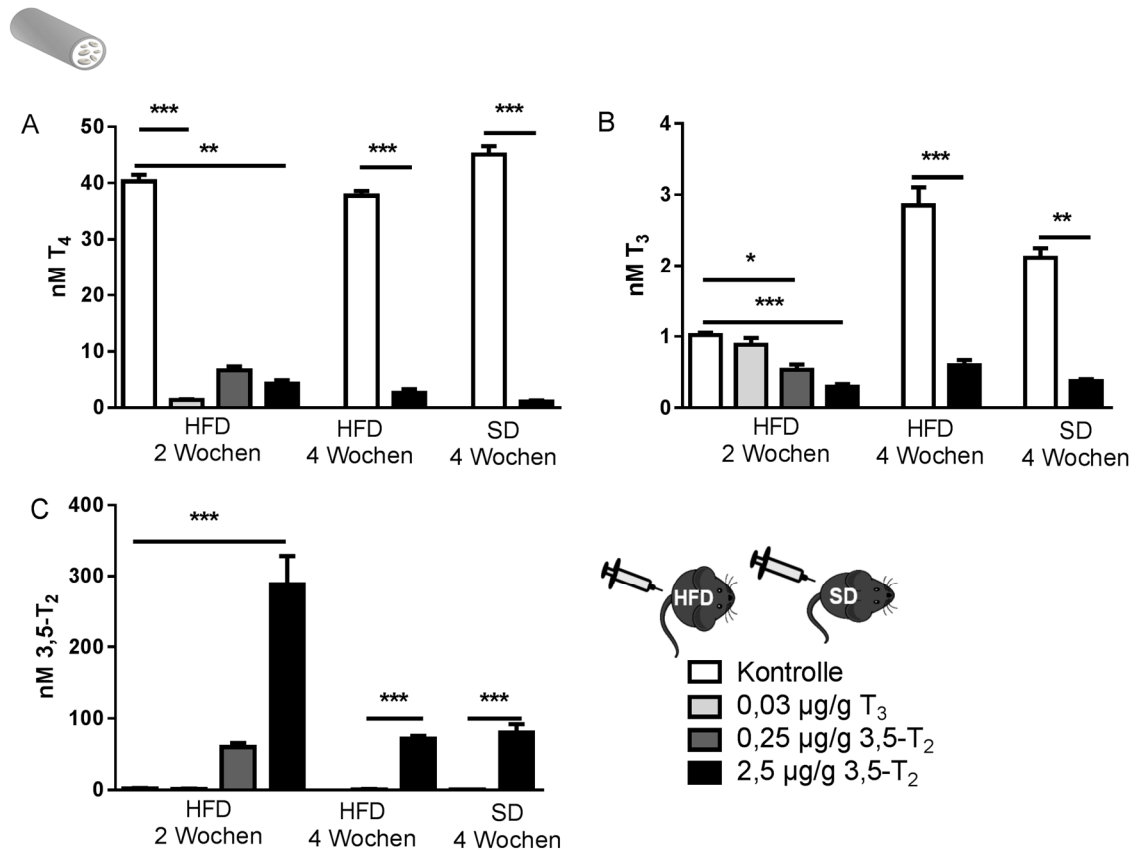 A
nM T4
50
40
30
20
10
0
***
**
***
***
HFD
2 Wochen
HFD
4 Wochen
SD
4 Wochen
B
nM T3
4
3
2
1
0
*
***
***
**
HFD
2 Wochen
HFD
4 Wochen
SD
4 Wochen
C
nM 3,5-T2
400
300
200
100
0
***
***
***
HFD
2 Wochen
HFD
4 Wochen
SD
4 Wochen
HFD
SD
Kontrolle
0,03 µg/g T3
0,25 µg/g 3,5-T2
2,5 µg/g 3,5-T2